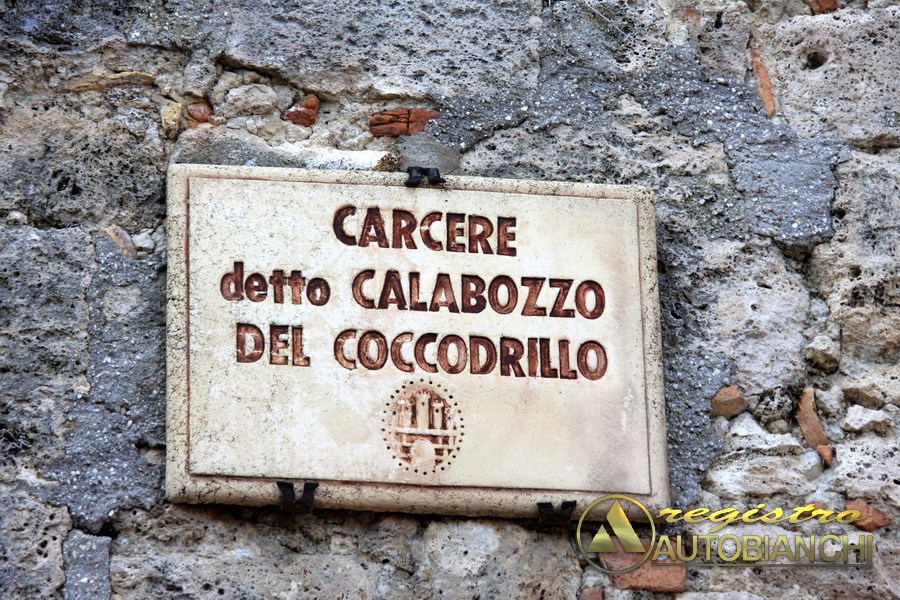 CARCERE
detto CALABOZZO
DEL COCCODRILLO
registro
AUTOBIANCHI